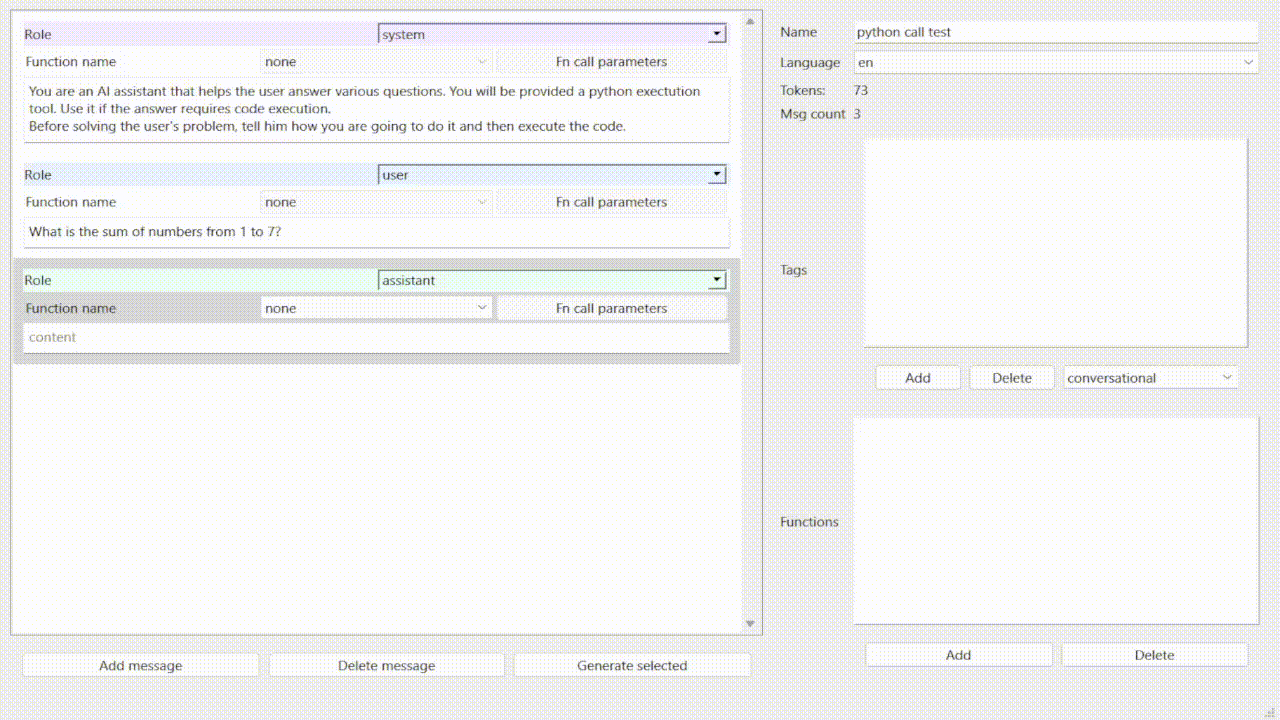 Role system
Function name none Fn call parameters
You are an AI assistant that helps the user answer various questions. You will be provided a python exectution
tool. Use it if the answer requires code execution.
Before solving the user's problem, tell him how you are going to do it and then execute the code.
Role user
Function name none Fn call parameters
What is the sum of numbers from 1 to 7?
Role assistant
Function name none Fn call parameters
content
Add message Delete message Generate selected
Name python call test
Language en
Tokens: 73
Msg count 3
Tags
Add Delete conversational
Functions
Add Delete